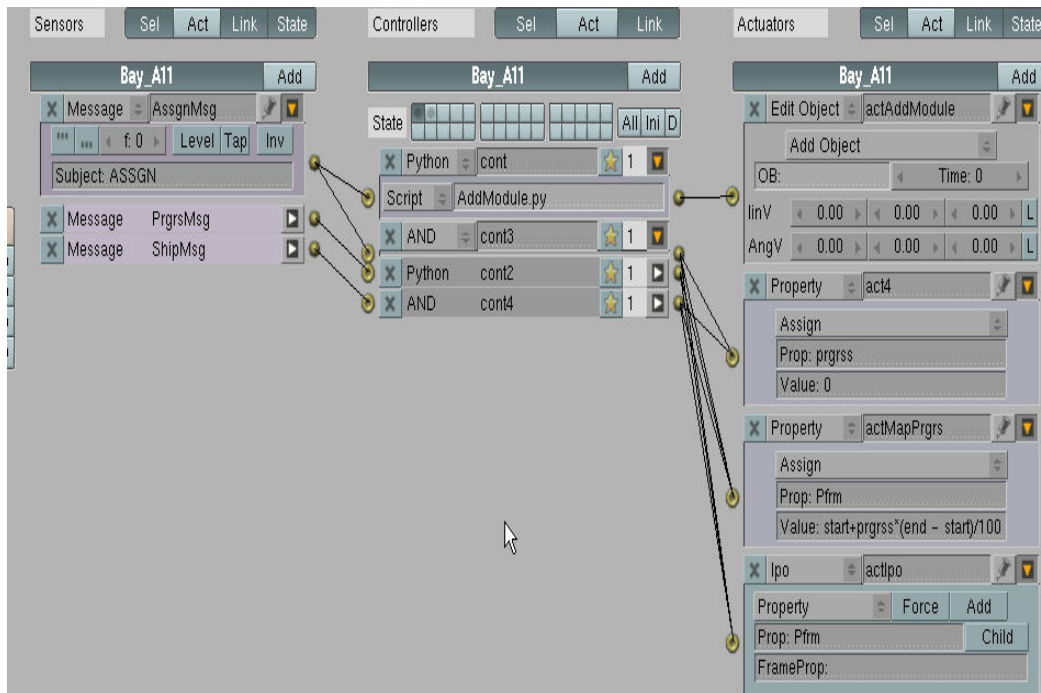 Sensors Sel Act Link State
Bay_A11 Add
Message AssgnMsg
f: 0 Level Tap Inv
Subject: ASSGN
Message PrgrsMsg
Message ShipMsg
Controllers Sel Act Link
Bay_A11 Add
State All Ini D
Python cont 1
Script AddModule.py
AND cont3 1
Python cont2 1
AND cont4 1
Actuators Sel Act Link State
Bay_A11 Add
Edit Object actAddModule
Add Object
OB: Time: 0
linV 0.00 0.00 0.00 L
AngV 0.00 0.00 0.00 L
Property act4
Assign
Prop: prgrss
Value: 0
Property actMapPrgrs
Assign
Prop: Pfrm
Value: start+prgrss*(end - start)/100
Ipo actIpo
Property Force Add
Prop: Pfrm Child
FrameProp: